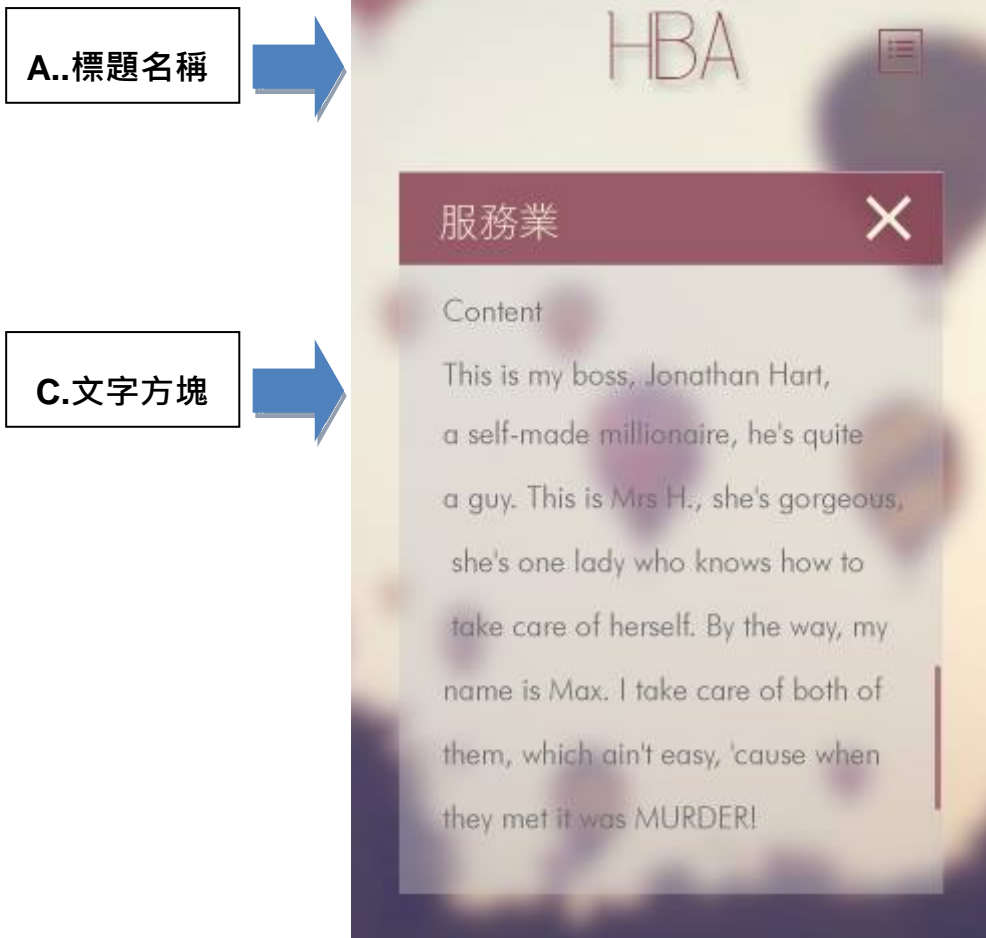 A..標題名稱
HBA
服務業
C.文字方塊
Content
This is my boss, Jonathan Hart,
a self-made millionaire, he's quite
a guy. This is Mrs H., she's gorgeous,
she's one lady who knows how to
take care of herself. By the way, my
name is Max. I take care of both of
them, which ain't easy, 'cause when
they met it was MURDER!